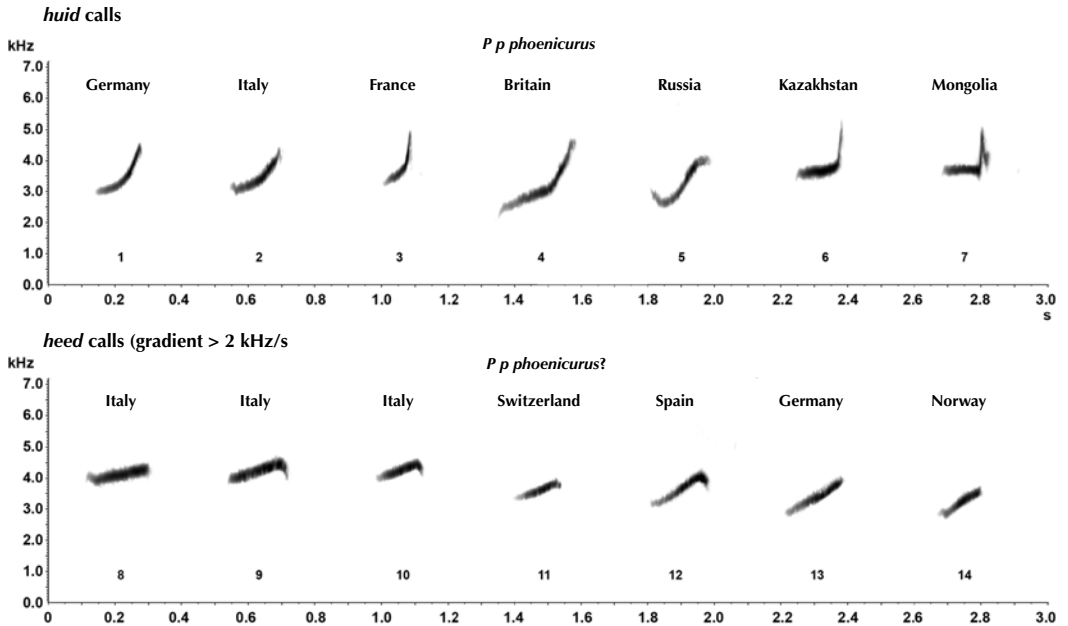 huid calls
kHz
P p phoenicurus
7.0
Germany Italy France Britain Russia Kazakhstan Mongolia
6.0
5.0
4.0
3.0
2.0
1.0
1 2 3 4 5 6 7
0.0
0 0.2 0.4 0.6 0.8 1.0 1.2 1.4 1.6 1.8 2.0 2.2 2.4 2.6 2.8 3.0
s
heed calls (gradient > 2 kHz/s
kHz
P p phoenicurus?
7.0
Italy Italy Italy Switzerland Spain Germany Norway
6.0
5.0
4.0
3.0
2.0
1.0
8 9 10 11 12 13 14
0.0
0 0.2 0.4 0.6 0.8 1.0 1.2 1.4 1.6 1.8 2.0 2.2 2.4 2.6 2.8 3.0